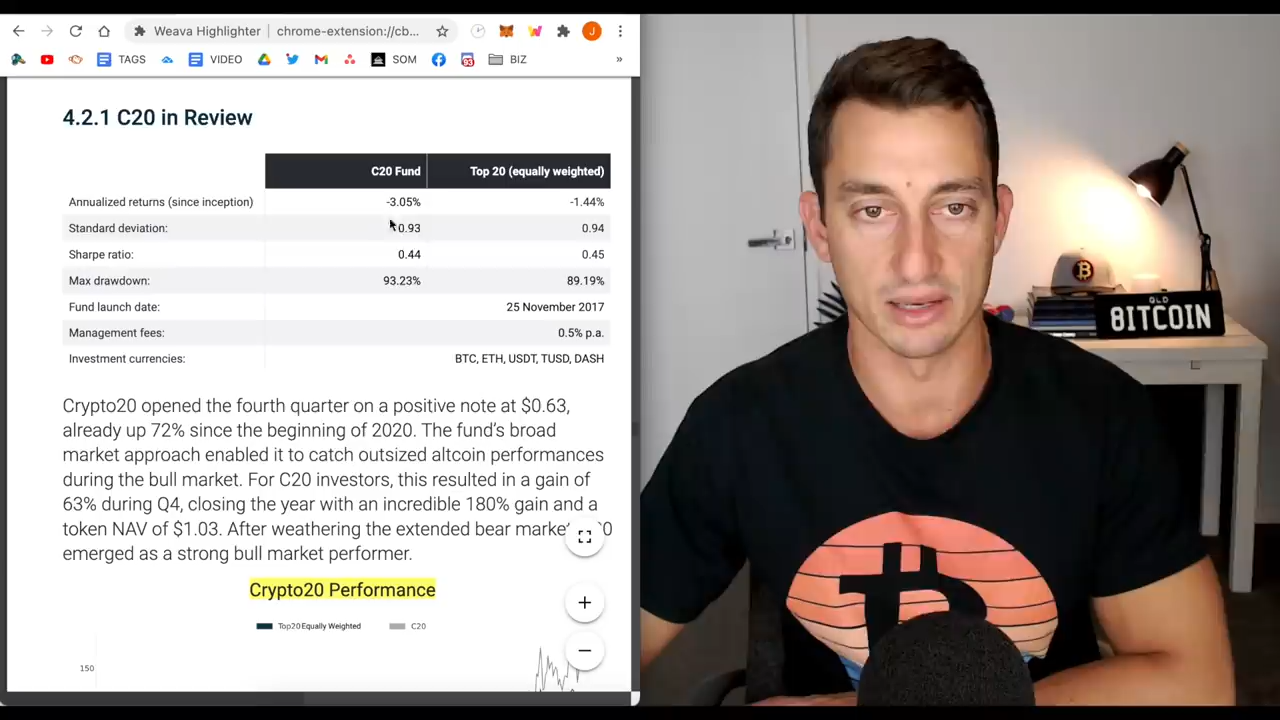 Weava Highlighter | chrome-extension://cb...
J
TAGS VIDEO SOM 93 BIZ »
4.2.1 C20 in Review
C20 Fund Top 20 (equally weighted)
Annualized returns (since inception) -3.05% -1.44%
Standard deviation: 0.93 0.94
Sharpe ratio: 0.44 0.45
Max drawdown: 93.23% 89.19%
Fund launch date: 25 November 2017
Management fees: 0.5% p.a.
Investment currencies: BTC, ETH, USDT, TUSD, DASH
Crypto20 opened the fourth quarter on a positive note at $0.63,
already up 72% since the beginning of 2020. The fund's broad
market approach enabled it to catch outsized altcoin performances
during the bull market. For C20 investors, this resulted in a gain of
63% during Q4, closing the year with an incredible 180% gain and a
token NAV of $1.03. After weathering the extended bear
emerged as a strong bull market performer.
Crypto20 Performance
Top20 Equally Weighted C20
150
QLD
8ITCOIN